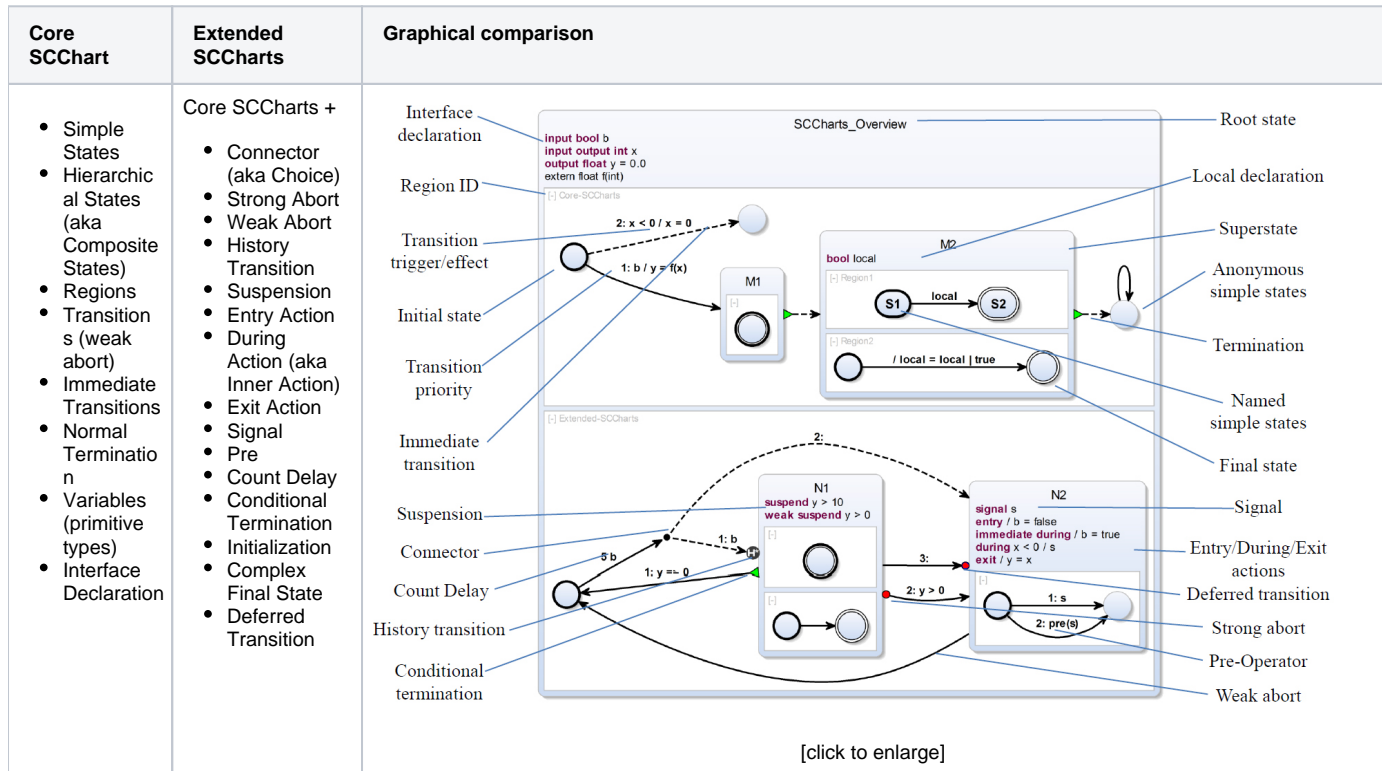 Core
SCChart
Extended
SCCharts
Graphical comparison
Simple
States
Hierarchic
al States
(aka
Composite
States)
Regions
Transition
s (weak
abort)
Immediate
Transitions
Normal
Terminatio
n
Variables
(primitive
types)
Interface
Declaration
Core SCCharts +
Connector
(aka Choice)
Strong Abort
Weak Abort
History
Transition
Suspension
Entry Action
During
Action (aka
Inner Action)
Exit Action
Signal
Pre
Count Delay
Conditional
Termination
Initialization
Complex
Final State
Deferred
Transition
Interface
declaration
Region ID
Transition
trigger/effect
Initial state
Transition
priority
Immediate
transition
Suspension
Connector
Count Delay
History transition
Conditional
termination
SCCharts_Overview
input bool b
input output int x
output float y = 0.0
extern float f(int)
[-] Core-SCCharts
2: x < 0 / x = 0
1: b / y = f(x)
M1
[-]
M2
bool local
[-] Region1
S1
local
S2
[-] Region2
/ local = local | true
[-] Extended-SCCharts
2:
N1
suspend y > 10
weak suspend y > 0
[-]
[-]
1: b
H
5 b
1: y == 0
3:
2: y > 0
N2
signal s
entry / b = false
immediate during / b = true
during x < 0 / s
exit / y = x
[-]
1: s
2: pre(s)
Root state
Local declaration
Superstate
Anonymous
simple states
Termination
Named
simple states
Final state
Signal
Entry/During/Exit
actions
Deferred transition
Strong abort
Pre-Operator
Weak abort
[click to enlarge]